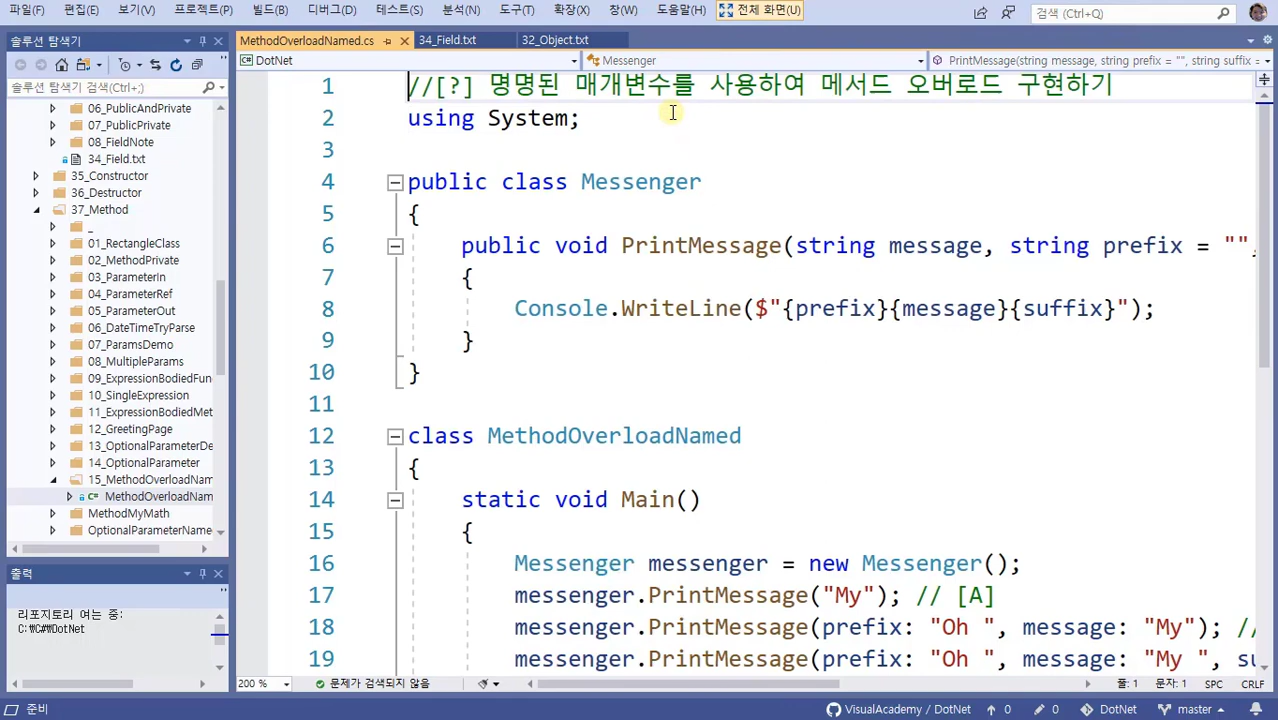 파일(F) 편집(E) 보기(V) 프로젝트(P) 빌드(B) 디버그(D) 테스트(S) 분석(N) 도구(T) 확장(X) 창(W) 도움말(H) 전체 화면(U) 검색 (Ctrl+Q)
솔루션 탐색기
MethodOverloadNamed.cs 34_Field.txt 32_Object.txt
DotNet Messenger PrintMessage(string message, string prefix = "", string suff
솔루션 탐색기 검색(Ctrl+;)
06_PublicAndPrivate
07_PublicPrivate
08_FieldNote
34_Field.txt
35_Constructor
36_Destructor
37_Method
_
01_RectangleClass
02_MethodPrivate
03_ParameterIn
04_ParameterRef
05_ParameterOut
06_DateTimeTryParse
07_ParamsDemo
08_MultipleParams
09_ExpressionBodiedFun
10_SingleExpression
11_ExpressionBodiedMet
12_GreetingPage
13_OptionalParameterDe
14_OptionalParameter
15_MethodOverloadNam
C# MethodOverloadNam
MethodMyMath
OptionalParameterName
출력
리포지토리 여는 중:
C:\C#\DotNet
1 //[?] 명명된 매개변수를 사용하여 메서드 오버로드 구현하기
2 using System;
3
4 public class Messenger
5 {
6 public void PrintMessage(string message, string prefix = "",
7 {
8 Console.WriteLine($"{prefix}{message}{suffix}");
9 }
10 }
11
12 class MethodOverloadNamed
13 {
14 static void Main()
15 {
16 Messenger messenger = new Messenger();
17 messenger.PrintMessage("My"); // [A]
18 messenger.PrintMessage(prefix: "Oh ", message: "My"); //
19 messenger.PrintMessage(prefix: "Oh ", message: "My ", su
200 % 문제가 검색되지 않음 줄: 1 문자: 1 SPC CRLF
준비 VisualAcademy / DotNet 0 0 DotNet master